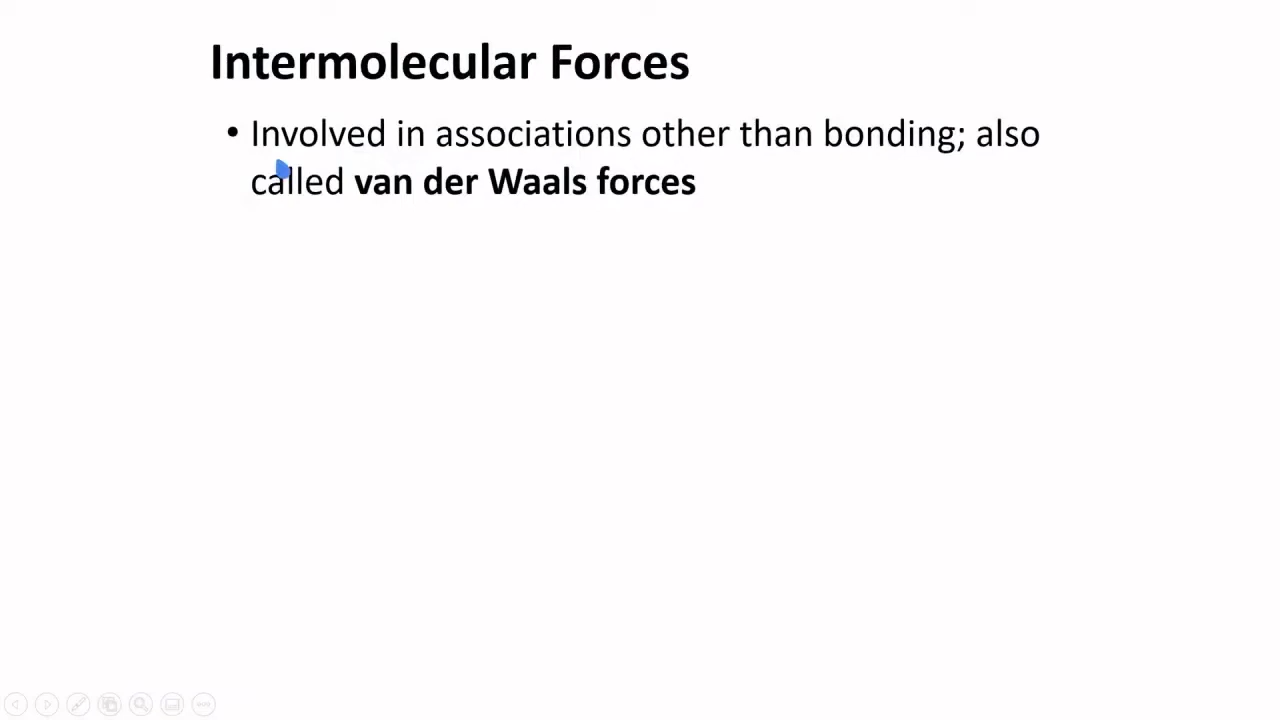 Intermolecular Forces
• Involved in associations other than bonding; also
called van der Waals forces